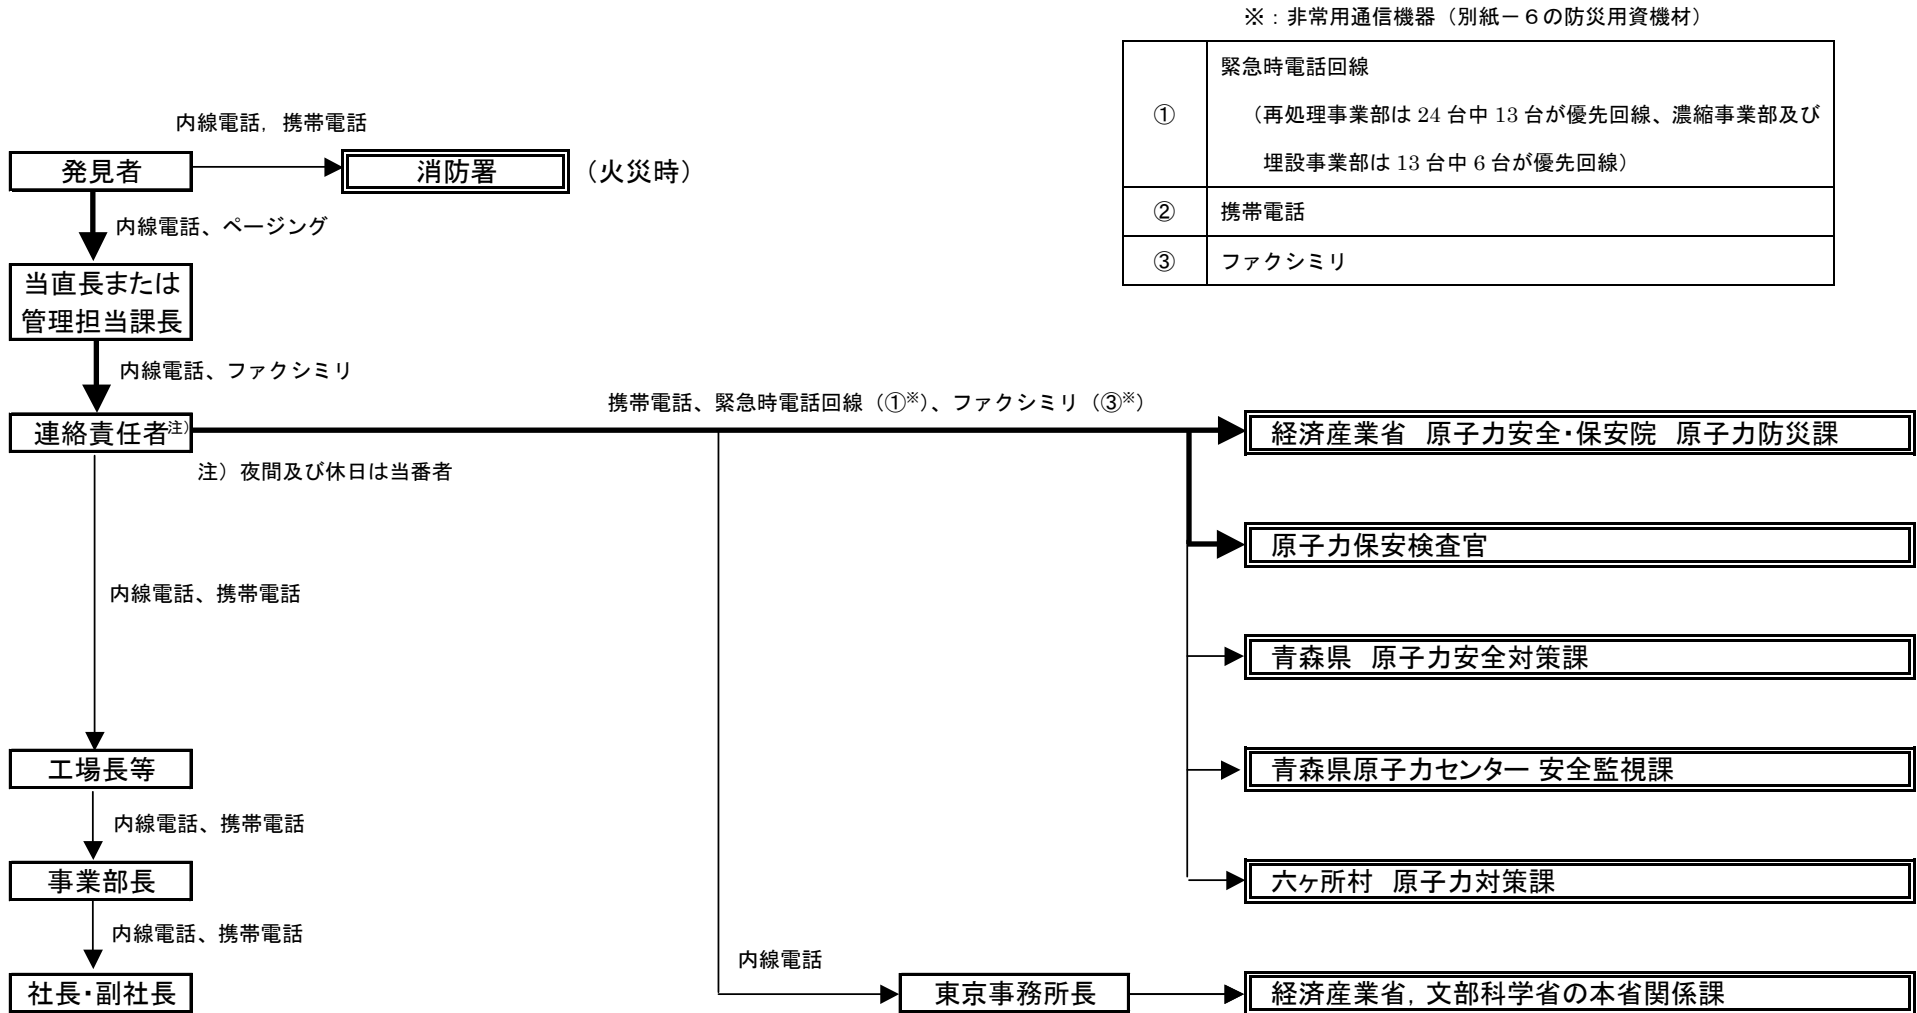 ※：非常用通信機器（別紙－６の防災用資機材）
① 緊急時電話回線
（再処理事業部は 24 台中 13 台が優先回線、濃縮事業部及び
埋設事業部は 13 台中 6 台が優先回線）
② 携帯電話
③ ファクシミリ
内線電話，携帯電話
発見者
消防署
（火災時）
内線電話、ページング
当直長または
管理担当課長
内線電話、ファクシミリ
携帯電話、緊急時電話回線（①※）、ファクシミリ（③※）
連絡責任者注）
経済産業省　原子力安全・保安院　原子力防災課
注）夜間及び休日は当番者
原子力保安検査官
内線電話、携帯電話
青森県　原子力安全対策課
工場長等
青森県原子力センター 安全監視課
内線電話、携帯電話
事業部長
六ヶ所村　原子力対策課
内線電話、携帯電話
内線電話
社長・副社長
東京事務所長
経済産業省，文部科学省の本省関係課